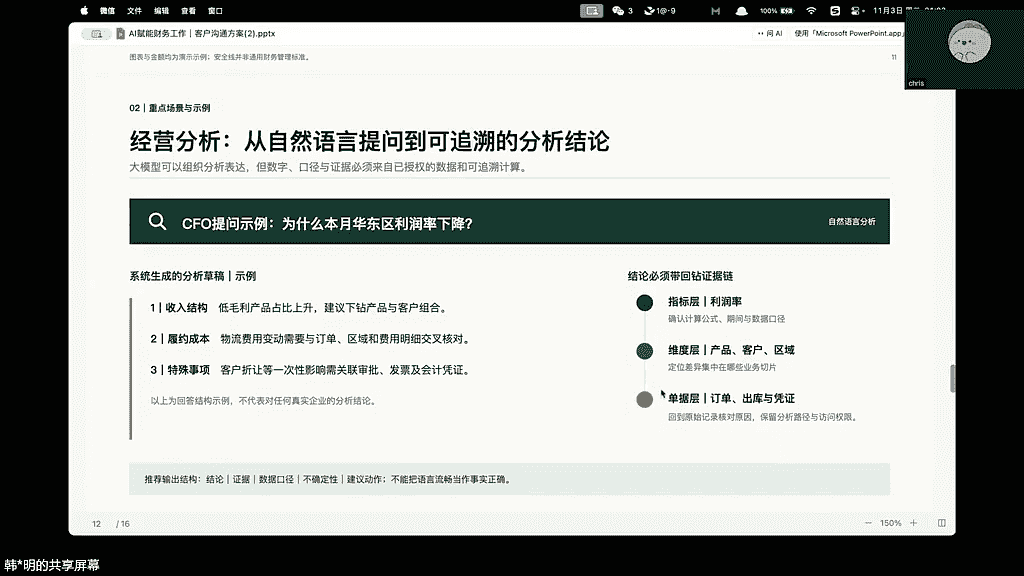 微信 文件 编辑 查看 窗口
3
1@-9
100%
11月3日
AI赋能财务工作｜客户沟通方案(2).pptx
问 AI
使用「Microsoft PowerPoint.app」
chris
图表与金额均为演示示例；安全线并非通用财务管理标准。
11
02｜重点场景与示例
经营分析：从自然语言提问到可追溯的分析结论
大模型可以组织分析表达，但数字、口径与证据必须来自已授权的数据和可追溯计算。
CFO提问示例：为什么本月华东区利润率下降？
自然语言分析
系统生成的分析草稿｜示例
1｜收入结构 低毛利产品占比上升，建议下钻产品与客户组合。
2｜履约成本 物流费用变动需要与订单、区域和费用明细交叉核对。
3｜特殊事项 客户折让等一次性影响需关联审批、发票及会计凭证。
以上为回答结构示例，不代表对任何真实企业的分析结论。
结论必须带回钻证据链
指标层｜利润率
确认计算公式、期间与数据口径
维度层｜产品、客户、区域
定位差异集中在哪些业务切片
单据层｜订单、出库与凭证
回到原始记录核对原因，保留分析路径与访问权限。
推荐输出结构：结论｜证据｜数据口径｜不确定性｜建议动作；不能把语言流畅当作事实正确。
12 / 16
150%
韩*明的共享屏幕